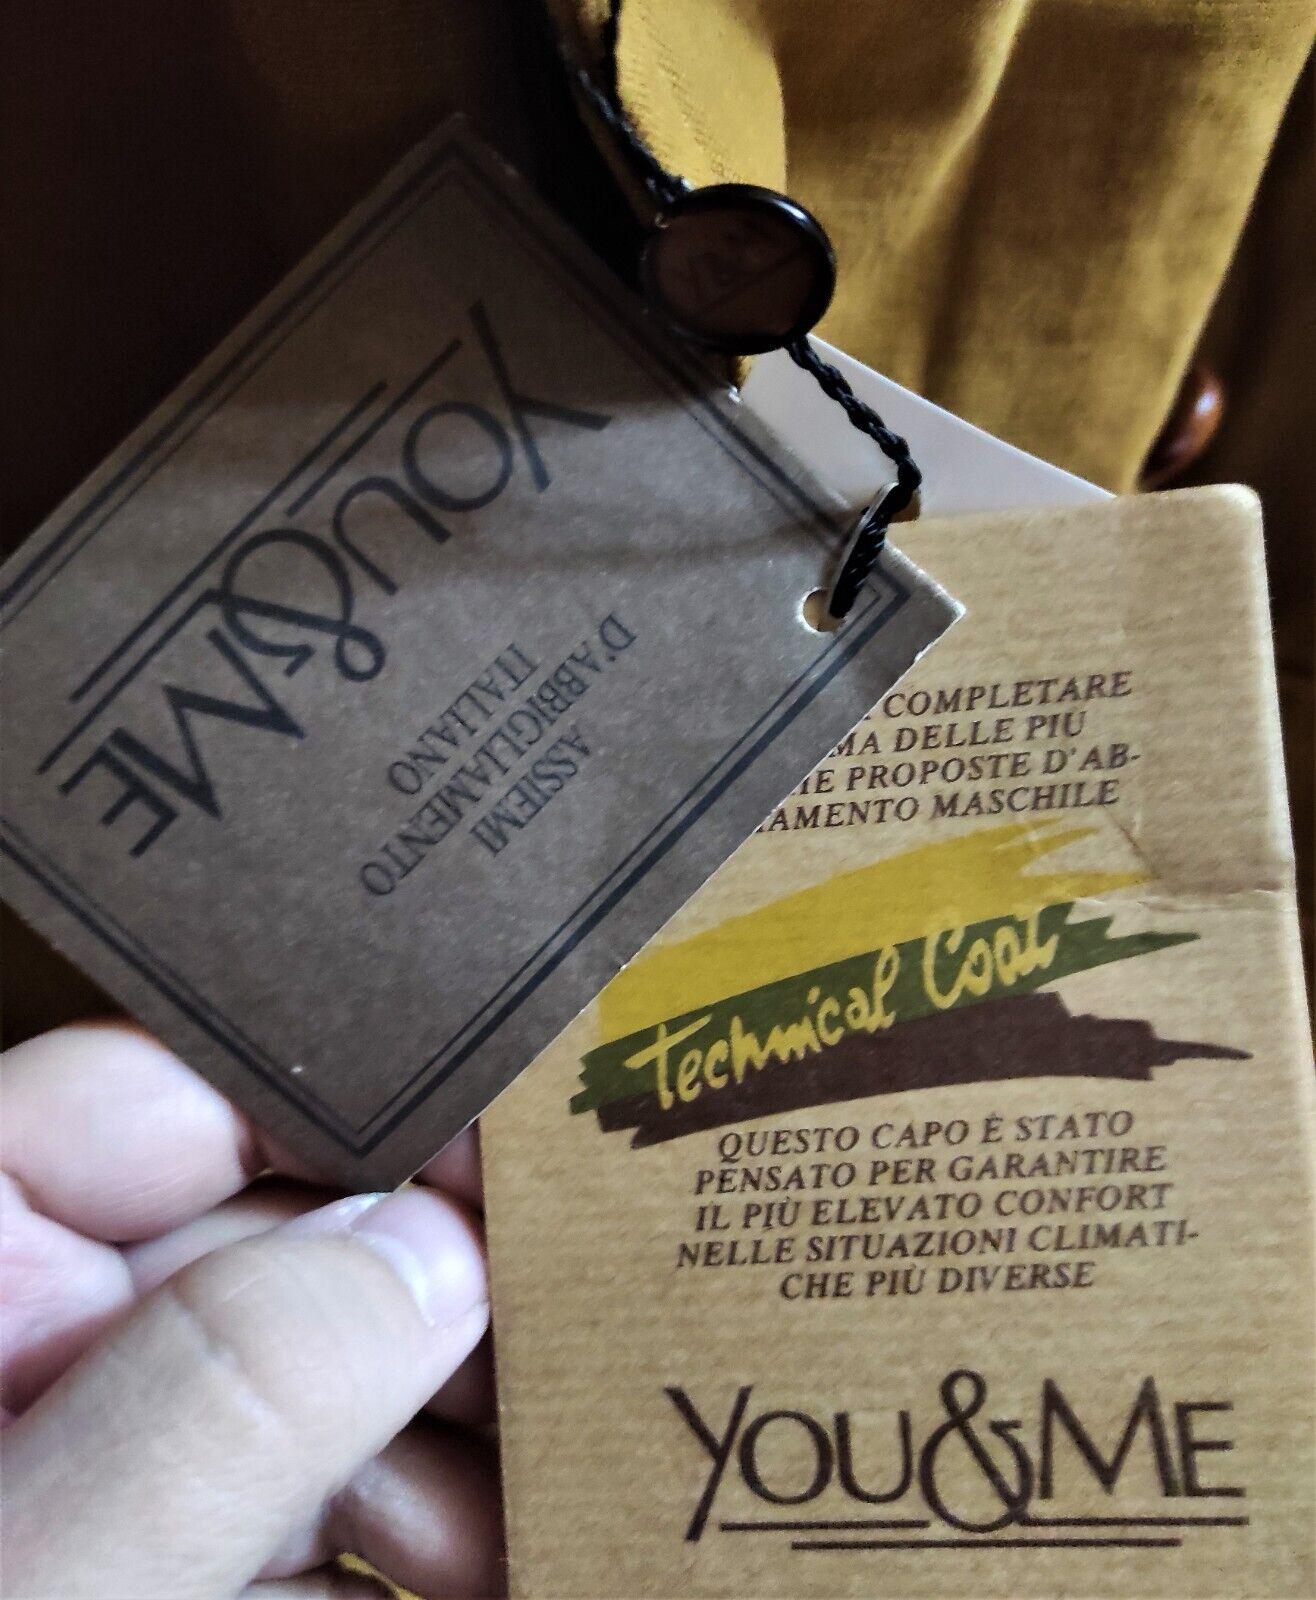 YOU&ME
ASSIEMI
D'ABBIGLIAMENTO
ITALIANO
COMPLETARE
DELLE PIU
PROPOSTE D'AB-
MASCHILE
Technical Coat
QUESTO CAPO È STATO
PENSATO PER GARANTIRE
IL PIÙ ELEVATO CONFORT
NELLE SITUAZIONI CLIMATI-
CHE PIÙ DIVERSE
YOU&ME